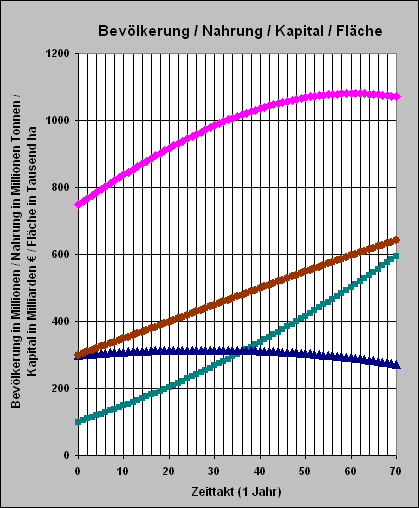 Bevölkerung / Nahrung / Kapital / Fläche
Bevölkerung in Millionen / Nahrung in Millionen Tonnen /
Kapital in Milliarden € / Fläche in Tausend ha
1200
1000
800
600
400
200
0
0 10 20 30 40 50 60 70
Zeittakt (1 Jahr)